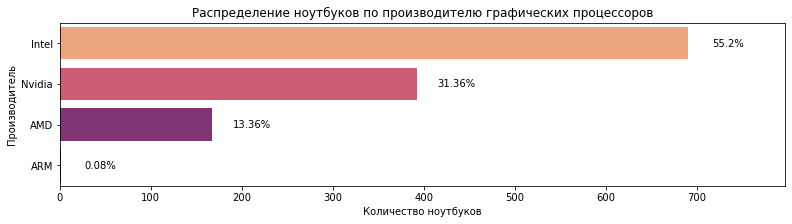 Распределение ноутбуков по производителю графических процессоров
Производитель
Intel
55.2%
Nvidia
31.36%
AMD
13.36%
ARM
0.08%
0 100 200 300 400 500 600 700
Количество ноутбуков